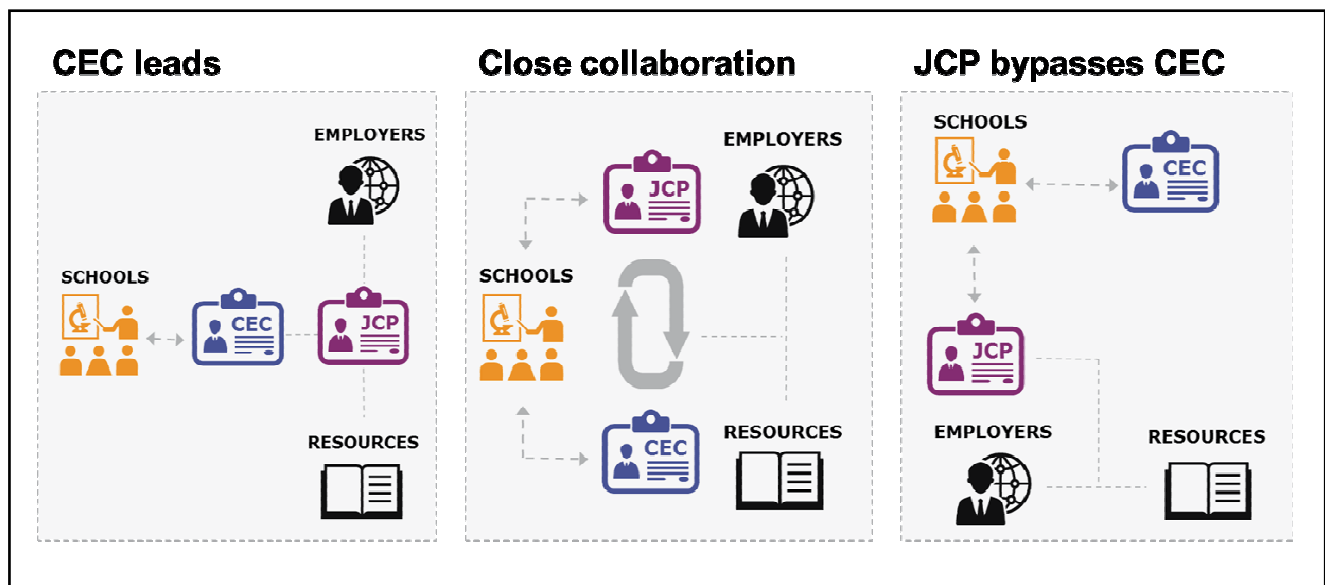 CEC leads
EMPLOYERS
SCHOOLS
CEC
JCP
RESOURCES
Close collaboration
EMPLOYERS
JCP
SCHOOLS
CEC
RESOURCES
JCP bypasses CEC
SCHOOLS
CEC
JCP
EMPLOYERS
RESOURCES